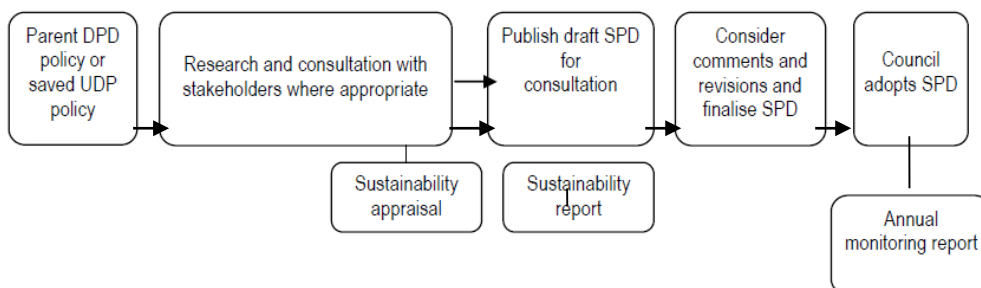 Parent DPD
policy or
saved UDP
policy
Research and consultation with
stakeholders where appropriate
Publish draft SPD
for
consultation
Consider
comments and
revisions and
finalise SPD
Council
adopts SPD
Sustainability
appraisal
Sustainability
report
Annual
monitoring report